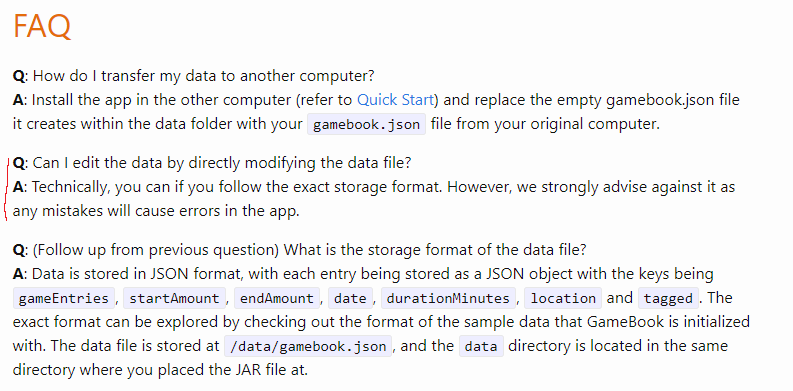 FAQ
Q: How do I transfer my data to another computer?
A: Install the app in the other computer (refer to Quick Start) and replace the empty gamebook.json file
it creates within the data folder with your gamebook.json file from your original computer.
Q: Can I edit the data by directly modifying the data file?
A: Technically, you can if you follow the exact storage format. However, we strongly advise against it as
any mistakes will cause errors in the app.
Q: (Follow up from previous question) What is the storage format of the data file?
A: Data is stored in JSON format, with each entry being stored as a JSON object with the keys being
gameEntries, startAmount, endAmount, date, durationMinutes, location and tagged. The
exact format can be explored by checking out the format of the sample data that GameBook is initialized
with. The data file is stored at /data/gamebook.json, and the data directory is located in the same
directory where you placed the JAR file at.